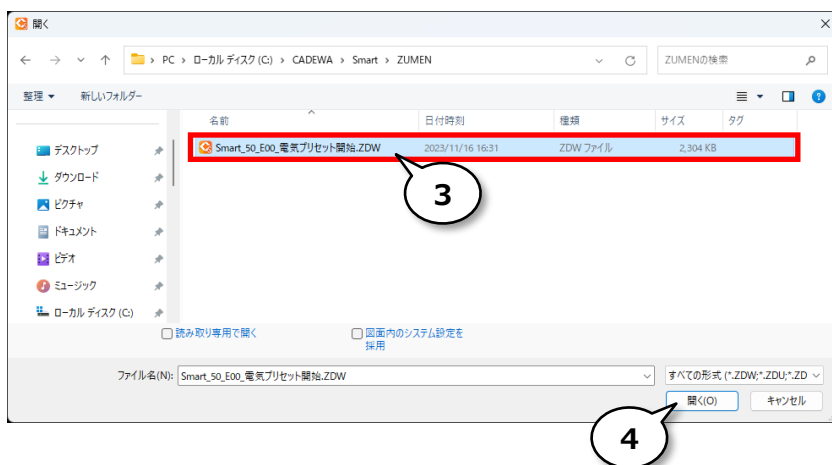 開く
PC › ローカル ディスク (C:) › CADEWA › Smart › ZUMEN
ZUMENの検索
整理 新しいフォルダー
名前 日付時刻 種類 サイズ タグ
Smart_50_E00_電気プリセット開始.ZDW 2023/11/16 16:31 ZDW ファイル 2,304 KB
3
デスクトップ
ダウンロード
ピクチャ
ドキュメント
ビデオ
ミュージック
ローカル ディスク (C:)
読み取り専用で開く
図面内のシステム設定を
採用
ファイル名(N): Smart_50_E00_電気プリセット開始.ZDW すべての形式 (*.ZDW;*.ZDU;*.ZD
開く(O) キャンセル
4